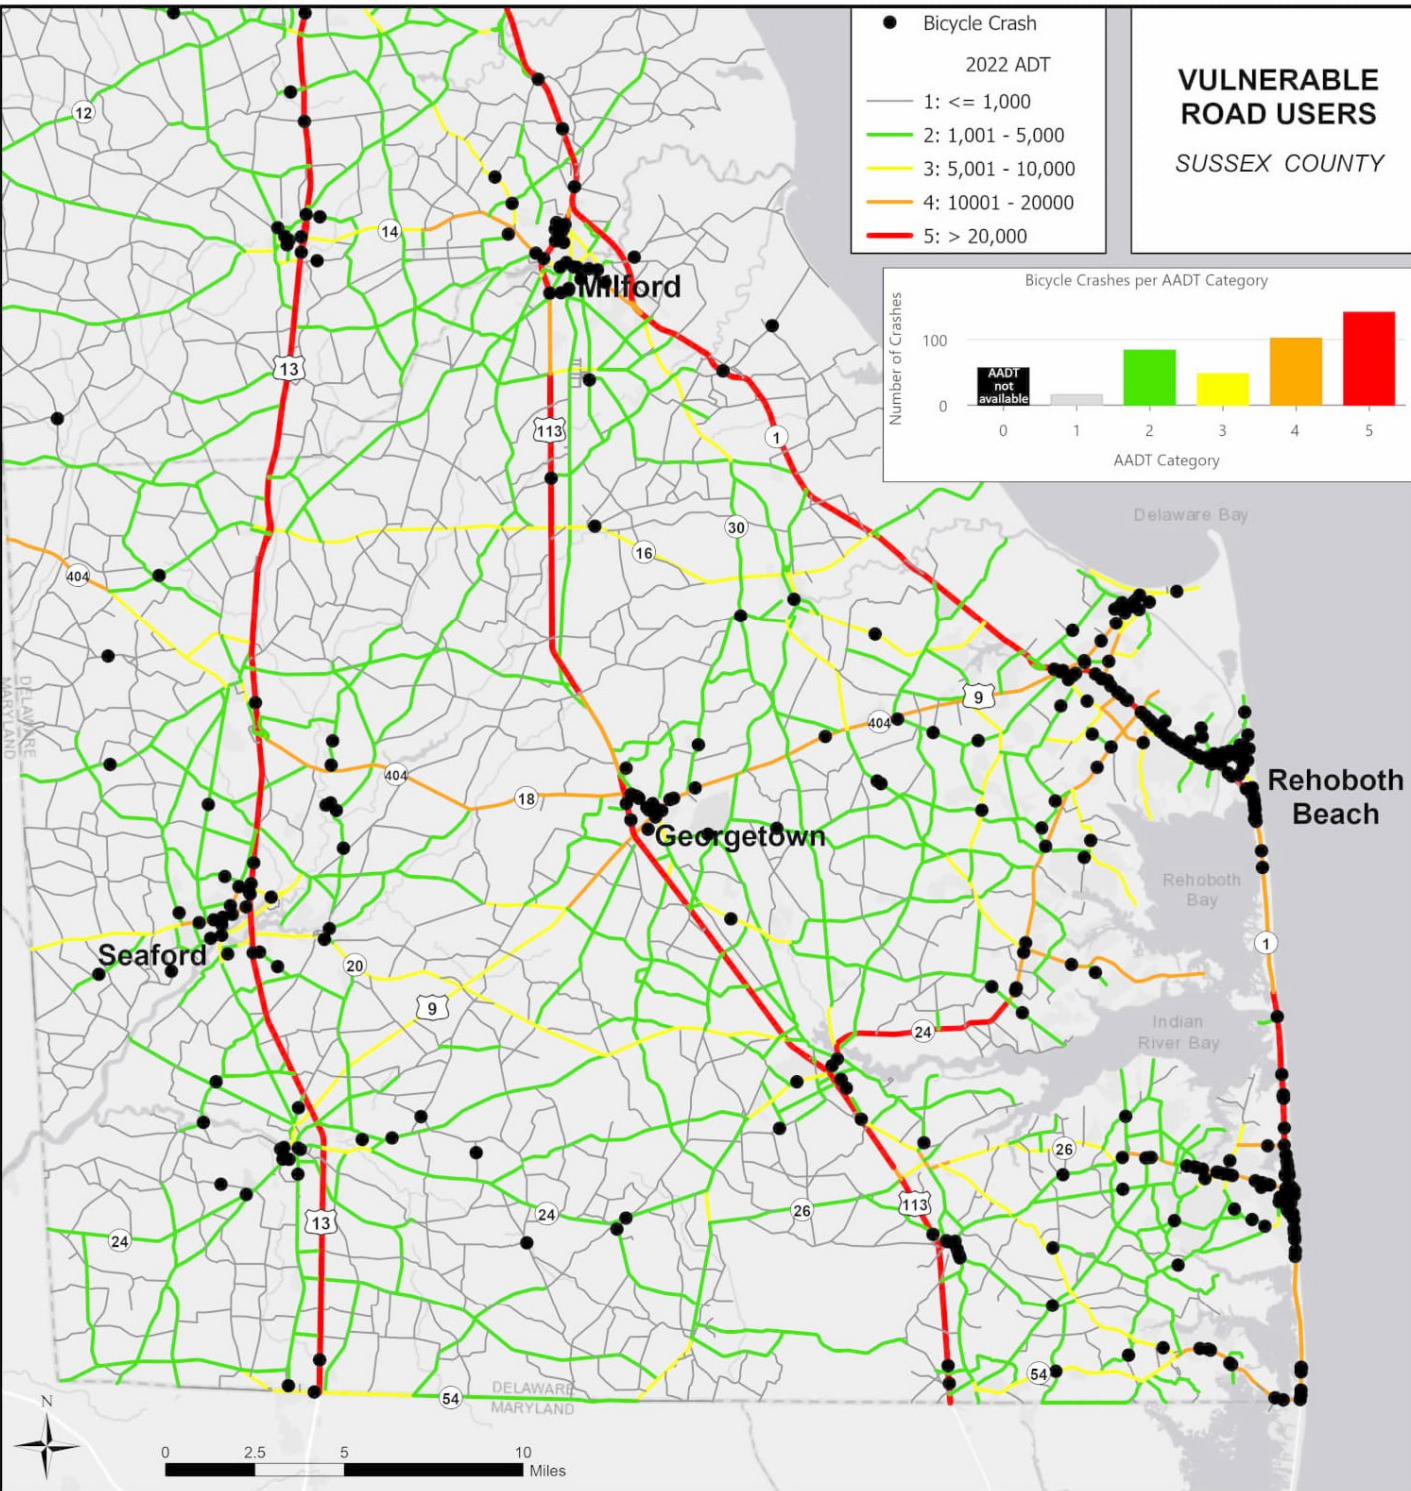 Bicycle Crash
2022 ADT
1: <= 1,000
2: 1,001 - 5,000
3: 5,001 - 10,000
4: 10001 - 20000
5: > 20,000
VULNERABLE
ROAD USERS
SUSSEX COUNTY
Bicycle Crashes per AADT Category
Number of Crashes
100
0
AADT
not
available
0 1 2 3 4 5
AADT Category
12
14
Milford
13
113
1
Delaware Bay
30
16
404
DELAWARE
MARYLAND
9
404
404
18
Rehoboth
Beach
Georgetown
Rehoboth
Bay
Seaford
1
20
9
Indian
River Bay
24
26
113
26
24
13
24
54
DELAWARE
MARYLAND
54
N
0 2.5 5 10
Miles